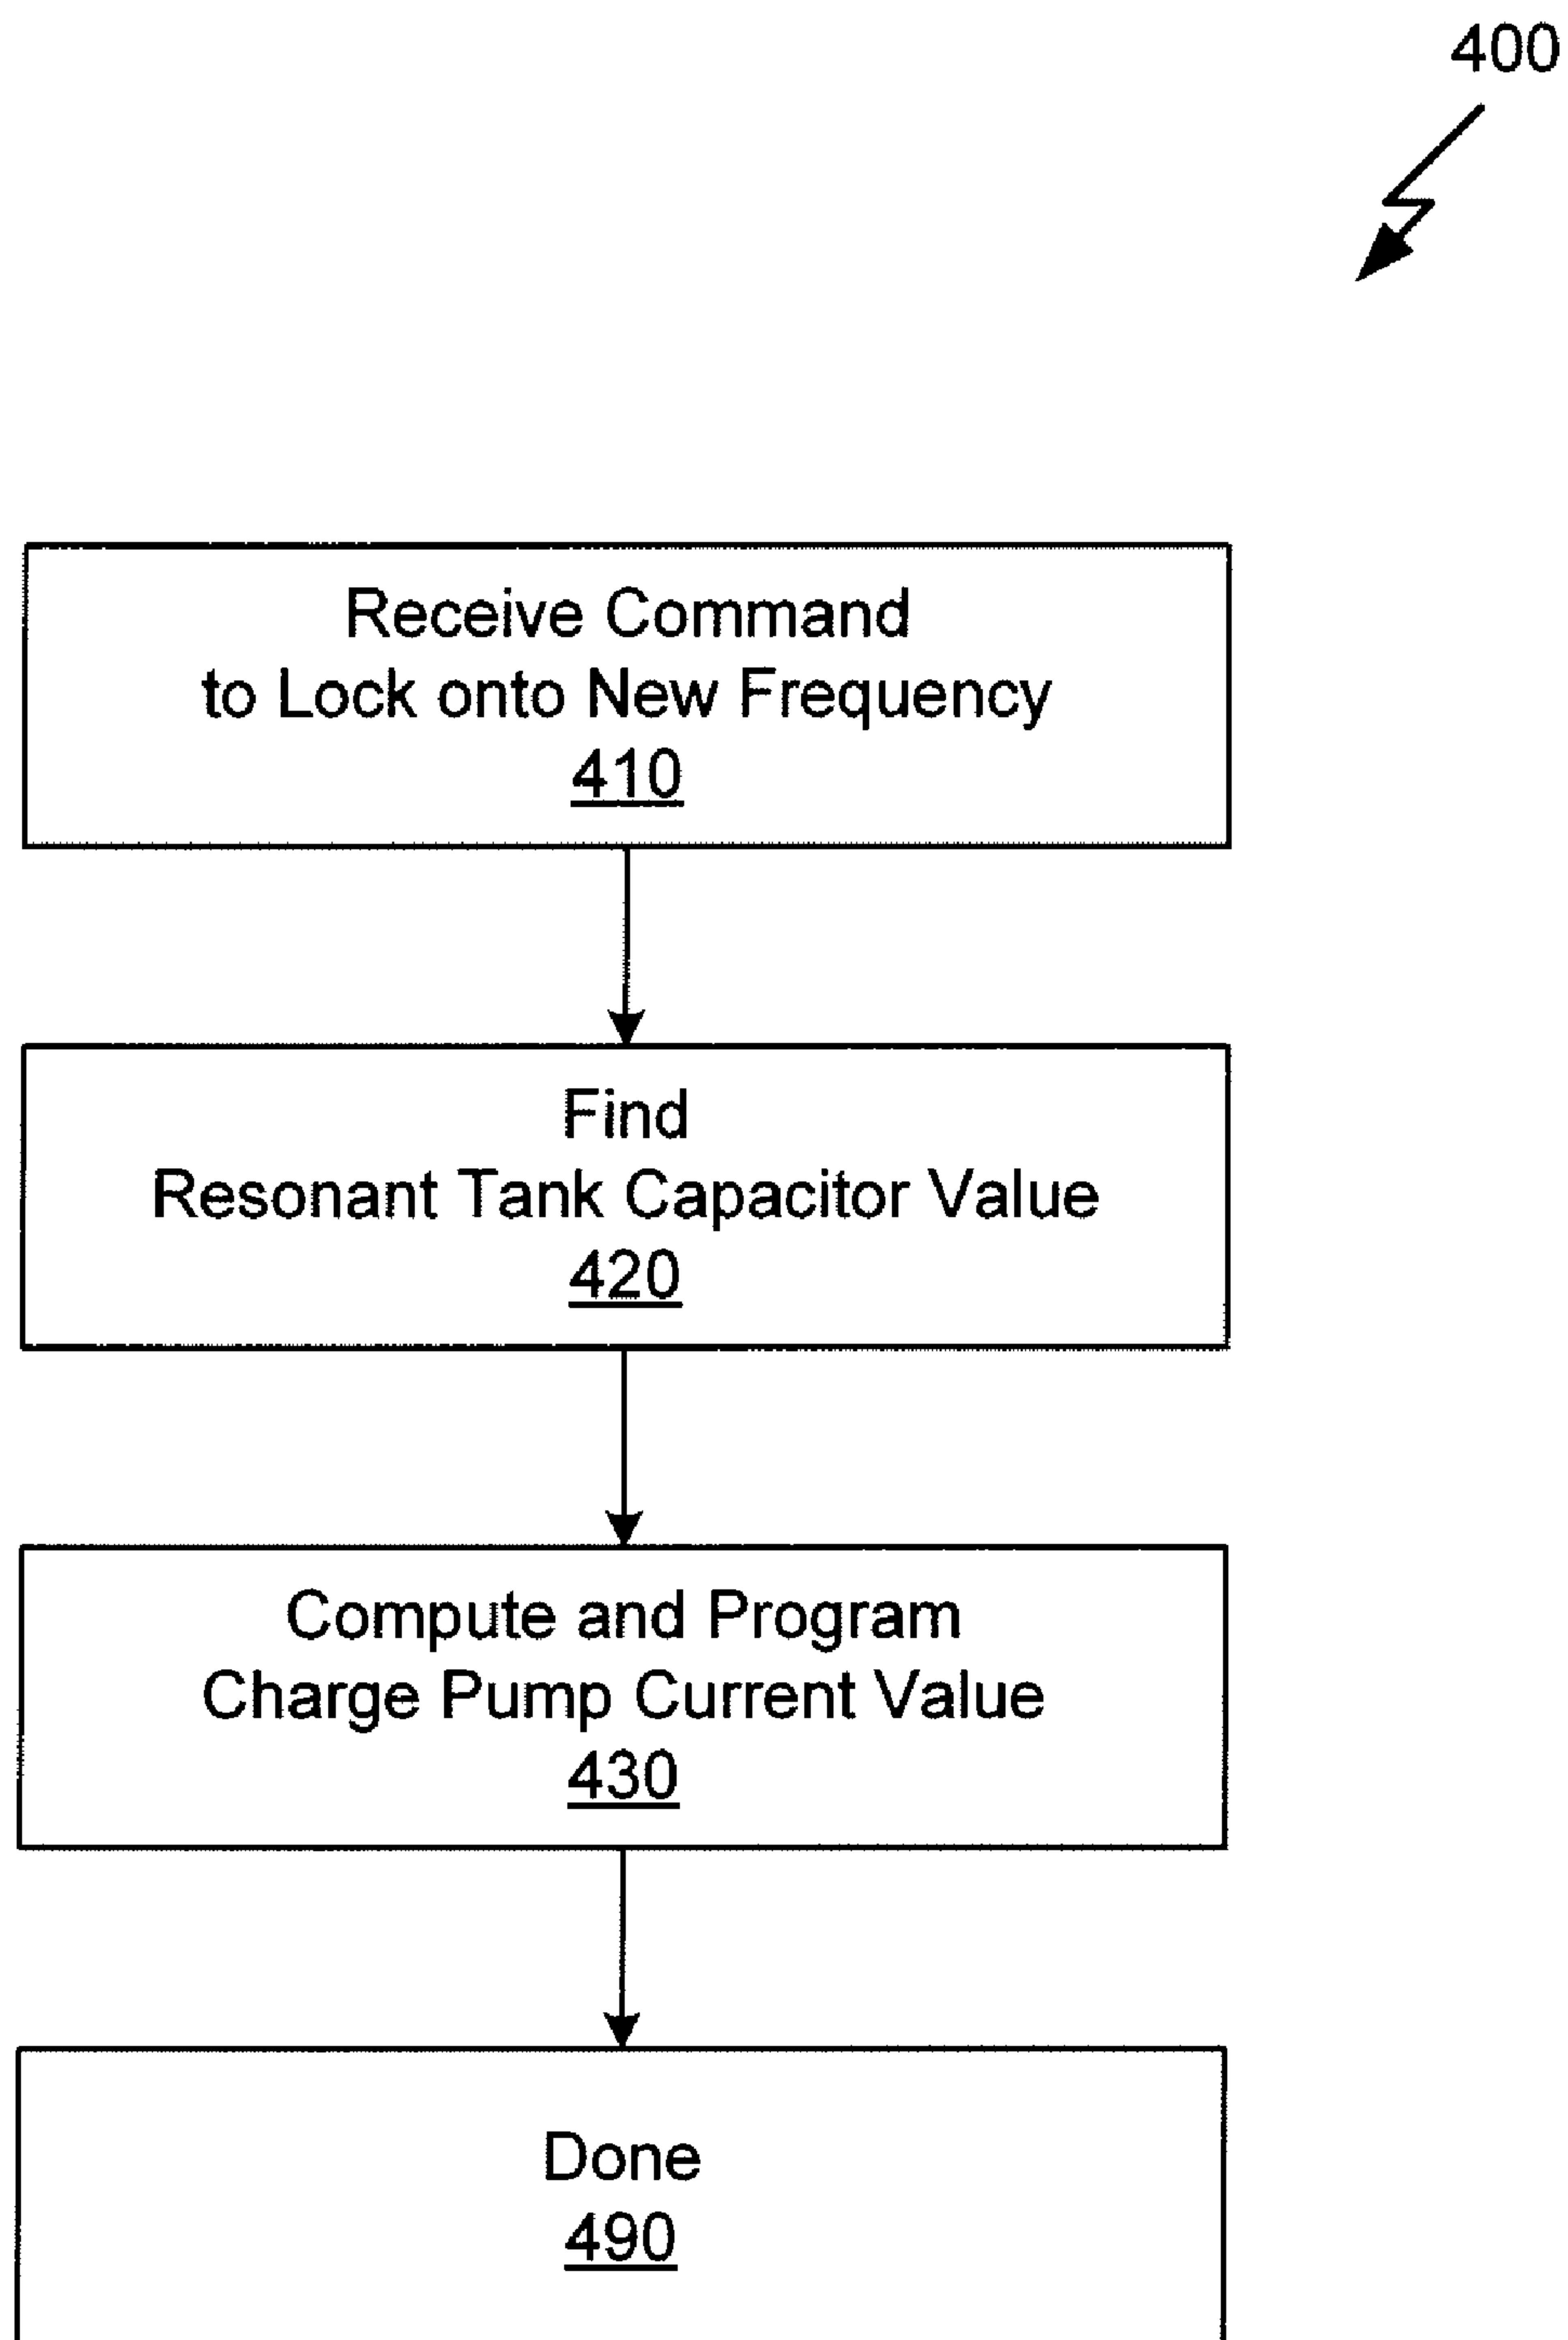 400
Receive Command
to Lock onto New Frequency
410
Find
Resonant Tank Capacitor Value
420
Compute and Program
Charge Pump Current Value
430
Done
490